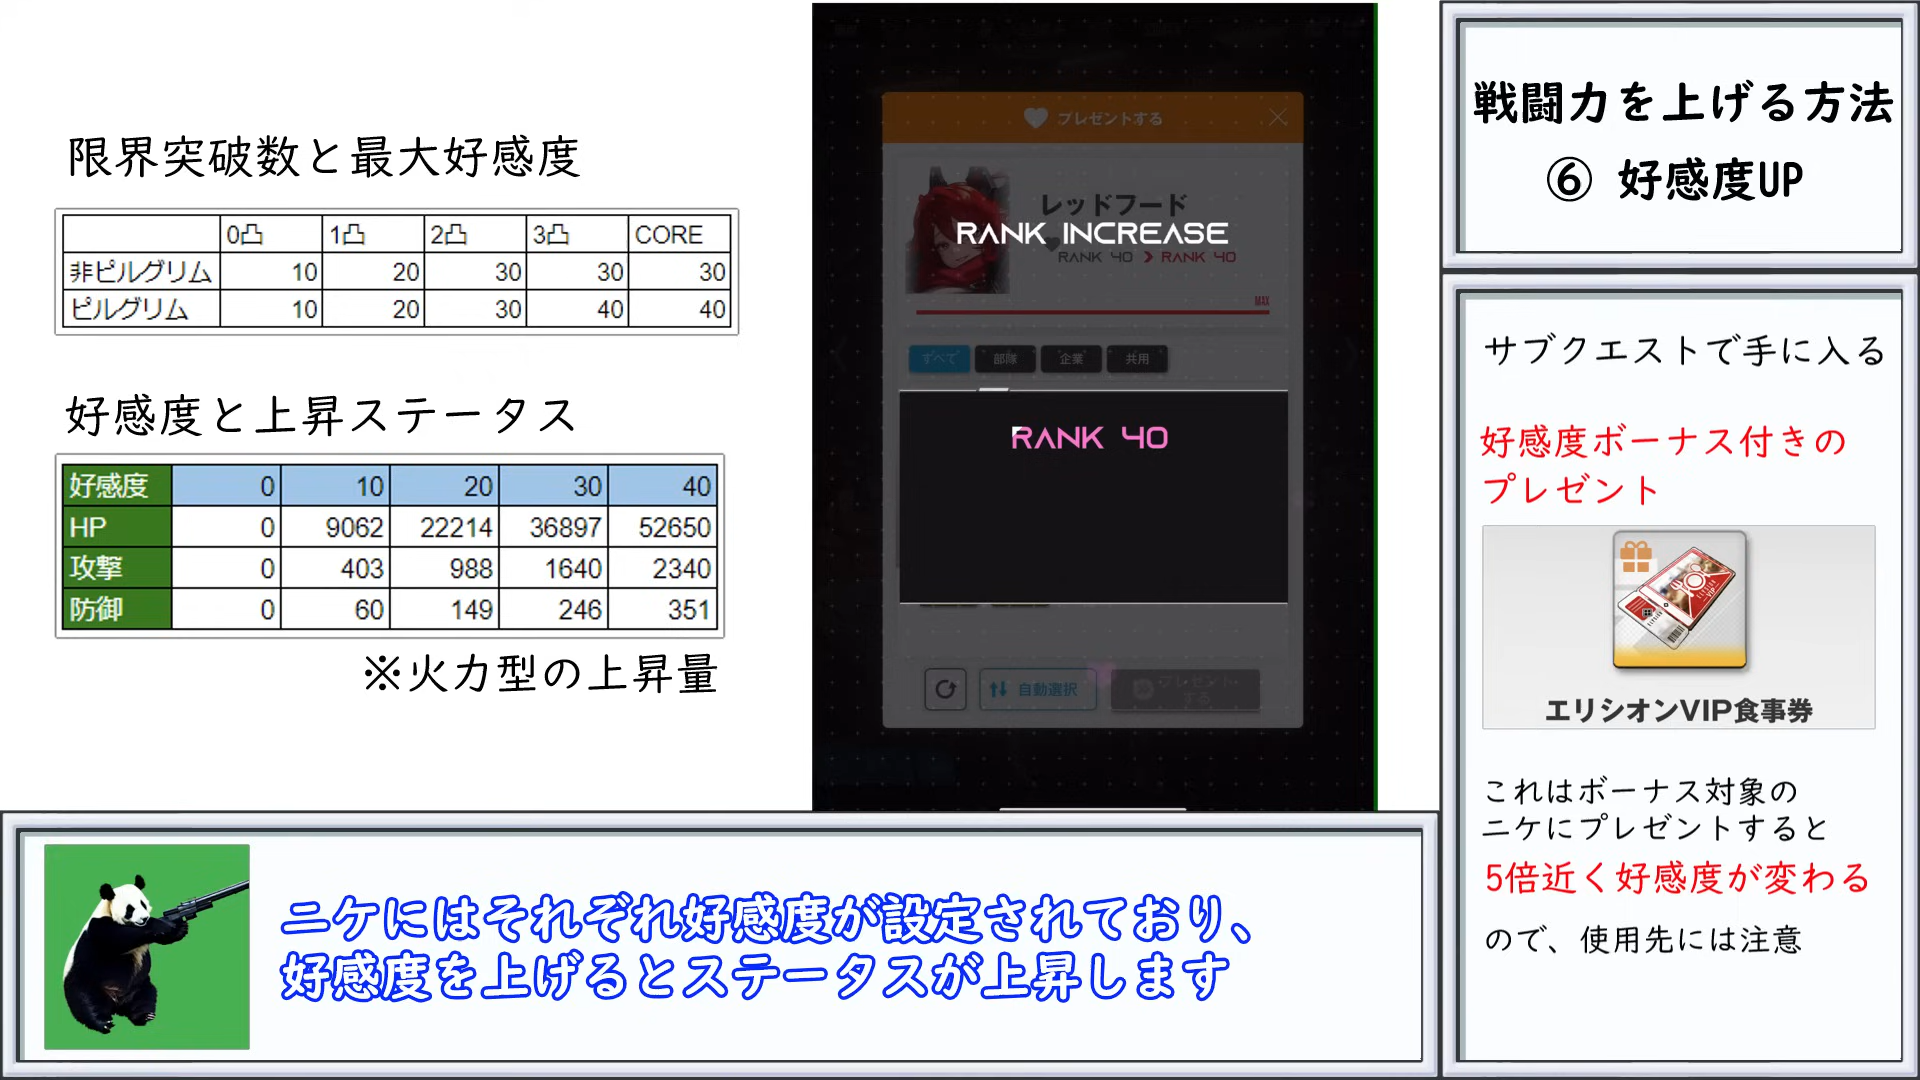 限界突破数と最大好感度
0凸 1凸 2凸 3凸 CORE
非ピルグリム 10 20 30 30 30
ピルグリム 10 20 30 40 40
好感度と上昇ステータス
好感度 0 10 20 30 40
HP 0 9062 22214 36897 52650
攻撃 0 403 988 1640 2340
防御 0 60 149 246 351
※火力型の上昇量
プレゼントする
レッドフード
RANK INCREASE
RANK 40 > RANK 40
MAX
すべて 部隊 企業 共用
RANK 40
自動選択
プレゼント
する
戦闘力を上げる方法
⑥ 好感度UP
サブクエストで手に入る
好感度ボーナス付きの
プレゼント
エリシオンVIP食事券
これはボーナス対象の
ニケにプレゼントすると
5倍近く好感度が変わる
ので、使用先には注意
ニケにはそれぞれ好感度が設定されており、
好感度を上げるとステータスが上昇します